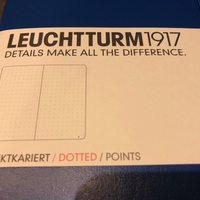 LEUCHTTURM1917
DETAILS MAKE ALL THE DIFFERENCE.
KTKARIERT / DOTTED / POINTS